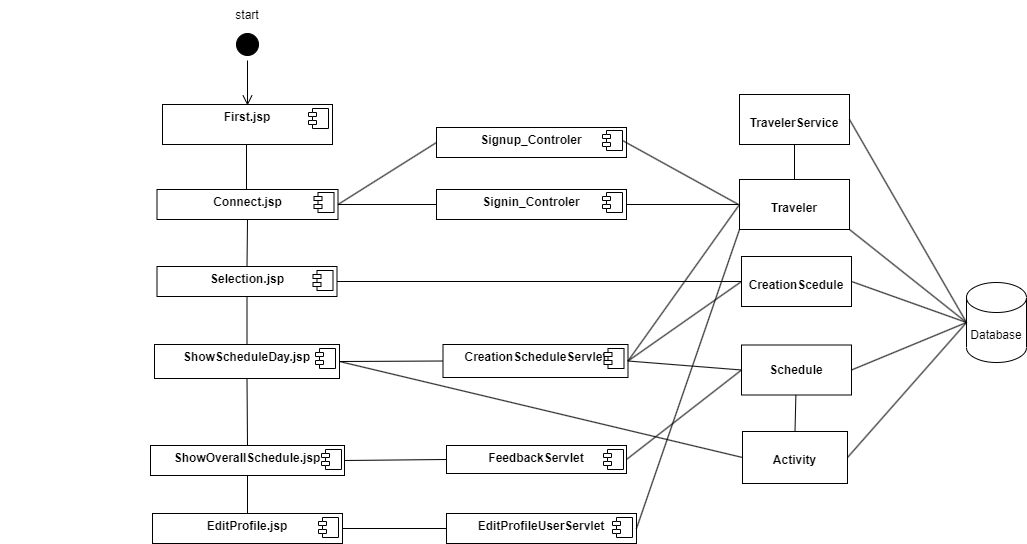 start
First.jsp
Signup_Controler
TravelerService
Connect.jsp
Signin_Controler
Traveler
Selection.jsp
CreationScedule
Database
ShowScheduleDay.jsp
CreationScheduleServlet
Schedule
ShowOverallSchedule.jsp
FeedbackServlet
Activity
EditProfile.jsp
EditProfileUserServlet